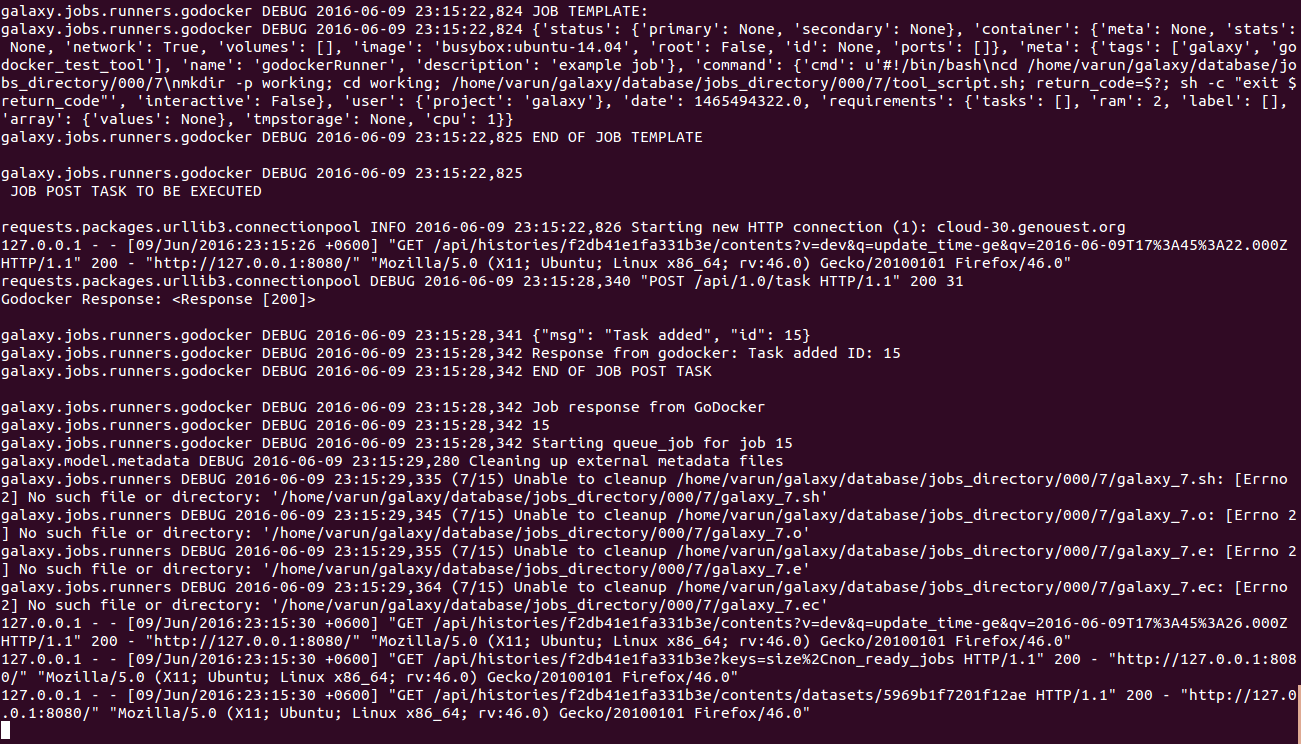 galaxy.jobs.runners.godocker DEBUG 2016-06-09 23:15:22,824 JOB TEMPLATE:
galaxy.jobs.runners.godocker DEBUG 2016-06-09 23:15:22,824 {'status': {'primary': None, 'secondary': None}, 'container': {'meta': None, 'stats':
 None, 'network': True, 'volumes': [], 'image': 'busybox:ubuntu-14.04', 'root': False, 'id': None, 'ports': []}, 'meta': {'tags': ['galaxy', 'go
docker_test_tool'], 'name': 'godockerRunner', 'description': 'example job'}, 'command': {'cmd': u'#!/bin/bash\ncd /home/varun/galaxy/database/jo
bs_directory/000/7\nmkdir -p working; cd working; /home/varun/galaxy/database/jobs_directory/000/7/tool_script.sh; return_code=$?; sh -c "exit $
return_code"', 'interactive': False}, 'user': {'project': 'galaxy'}, 'date': 1465494322.0, 'requirements': {'tasks': [], 'ram': 2, 'label': [],
'array': {'values': None}, 'tmpstorage': None, 'cpu': 1}}
galaxy.jobs.runners.godocker DEBUG 2016-06-09 23:15:22,825 END OF JOB TEMPLATE
galaxy.jobs.runners.godocker DEBUG 2016-06-09 23:15:22,825
 JOB POST TASK TO BE EXECUTED
requests.packages.urllib3.connectionpool INFO 2016-06-09 23:15:22,826 Starting new HTTP connection (1): cloud-30.genouest.org
127.0.0.1 - - [09/Jun/2016:23:15:26 +0600] "GET /api/histories/f2db41e1fa331b3e/contents?v=dev&q=update_time-ge&qv=2016-06-09T17%3A45%3A22.000Z
HTTP/1.1" 200 - "http://127.0.0.1:8080/" "Mozilla/5.0 (X11; Ubuntu; Linux x86_64; rv:46.0) Gecko/20100101 Firefox/46.0"
requests.packages.urllib3.connectionpool DEBUG 2016-06-09 23:15:28,340 "POST /api/1.0/task HTTP/1.1" 200 31
Godocker Response: <Response [200]>
galaxy.jobs.runners.godocker DEBUG 2016-06-09 23:15:28,341 {"msg": "Task added", "id": 15}
galaxy.jobs.runners.godocker DEBUG 2016-06-09 23:15:28,342 Response from godocker: Task added ID: 15
galaxy.jobs.runners.godocker DEBUG 2016-06-09 23:15:28,342 END OF JOB POST TASK
galaxy.jobs.runners.godocker DEBUG 2016-06-09 23:15:28,342 Job response from GoDocker
galaxy.jobs.runners.godocker DEBUG 2016-06-09 23:15:28,342 15
galaxy.jobs.runners.godocker DEBUG 2016-06-09 23:15:28,342 Starting queue_job for job 15
galaxy.model.metadata DEBUG 2016-06-09 23:15:29,280 Cleaning up external metadata files
galaxy.jobs.runners DEBUG 2016-06-09 23:15:29,335 (7/15) Unable to cleanup /home/varun/galaxy/database/jobs_directory/000/7/galaxy_7.sh: [Errno
2] No such file or directory: '/home/varun/galaxy/database/jobs_directory/000/7/galaxy_7.sh'
galaxy.jobs.runners DEBUG 2016-06-09 23:15:29,345 (7/15) Unable to cleanup /home/varun/galaxy/database/jobs_directory/000/7/galaxy_7.o: [Errno 2
] No such file or directory: '/home/varun/galaxy/database/jobs_directory/000/7/galaxy_7.o'
galaxy.jobs.runners DEBUG 2016-06-09 23:15:29,355 (7/15) Unable to cleanup /home/varun/galaxy/database/jobs_directory/000/7/galaxy_7.e: [Errno 2
] No such file or directory: '/home/varun/galaxy/database/jobs_directory/000/7/galaxy_7.e'
galaxy.jobs.runners DEBUG 2016-06-09 23:15:29,364 (7/15) Unable to cleanup /home/varun/galaxy/database/jobs_directory/000/7/galaxy_7.ec: [Errno
2] No such file or directory: '/home/varun/galaxy/database/jobs_directory/000/7/galaxy_7.ec'
127.0.0.1 - - [09/Jun/2016:23:15:30 +0600] "GET /api/histories/f2db41e1fa331b3e/contents?v=dev&q=update_time-ge&qv=2016-06-09T17%3A45%3A26.000Z
HTTP/1.1" 200 - "http://127.0.0.1:8080/" "Mozilla/5.0 (X11; Ubuntu; Linux x86_64; rv:46.0) Gecko/20100101 Firefox/46.0"
127.0.0.1 - - [09/Jun/2016:23:15:30 +0600] "GET /api/histories/f2db41e1fa331b3e?keys=size%2Cnon_ready_jobs HTTP/1.1" 200 - "http://127.0.0.1:808
0/" "Mozilla/5.0 (X11; Ubuntu; Linux x86_64; rv:46.0) Gecko/20100101 Firefox/46.0"
127.0.0.1 - - [09/Jun/2016:23:15:30 +0600] "GET /api/histories/f2db41e1fa331b3e/contents/datasets/5969b1f7201f12ae HTTP/1.1" 200 - "http://127.0
.0.1:8080/" "Mozilla/5.0 (X11; Ubuntu; Linux x86_64; rv:46.0) Gecko/20100101 Firefox/46.0"